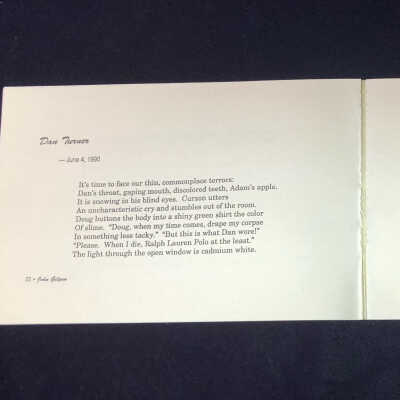 Dan Turner
— June 4, 1990
It's time to face our thin, commonplace terrors:
Dan's throat, gaping mouth, discolored teeth, Adam's apple.
It is snowing in his blind eyes. Carson utters
An uncharacteristic cry and stumbles out of the room.
Doug buttons the body into a shiny green shirt the color
Of slime. "Doug, when my time comes, drape my corpse
In something less tacky." "But this is what Dan wore!"
"Please. When I die, Ralph Lauren Polo at the least."
The light through the open window is cadmium white.
22 • John Gilgun